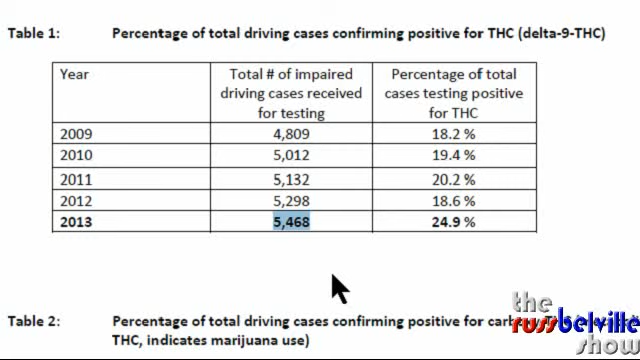 Table 1: Percentage of total driving cases confirming positive for THC (delta-9-THC)
Year Total # of impaired driving cases received for testing Percentage of total cases testing positive for THC
2009 4,809 18.2 %
2010 5,012 19.4 %
2011 5,132 20.2 %
2012 5,298 18.6 %
2013 5,468 24.9 %
Table 2: Percentage of total driving cases confirming positive for
THC, indicates marijuana use)
the
russbelville
show